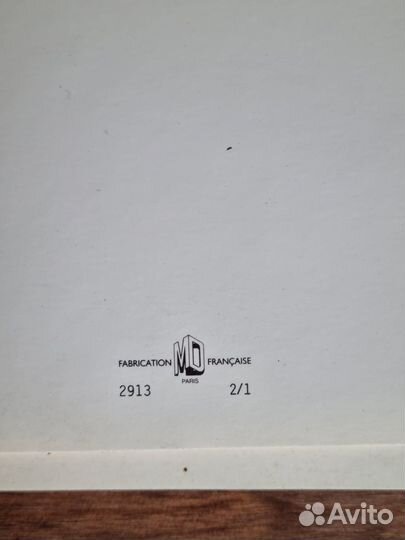 FABRICATION MD FRANÇAISE
PARIS
2913 2/1
Avito